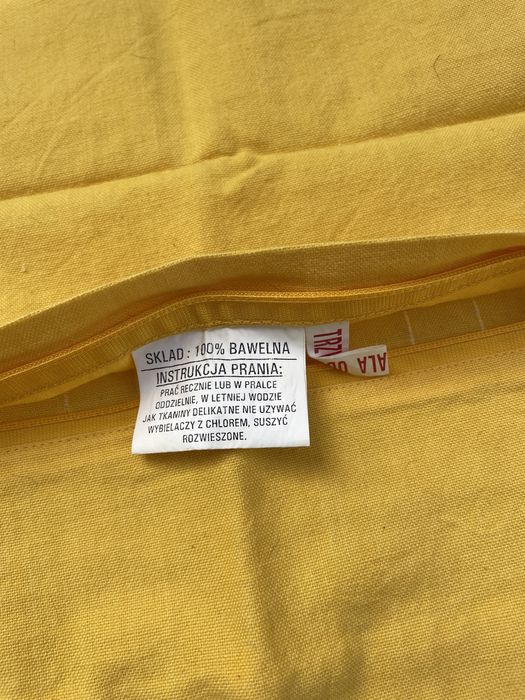 SKLAD : 100% BAWELNA
INSTRUKCJA PRANIA:
PRAĆ RECZNIE LUB W PRALCE
ODDZIELNIE, W LETNIEJ WODZIE
JAK TKANINY DELIKATNE NIE UZYWAĆ
WYBIELACZY Z CHLOREM, SUSZYĆ
ROZWIESZONE.